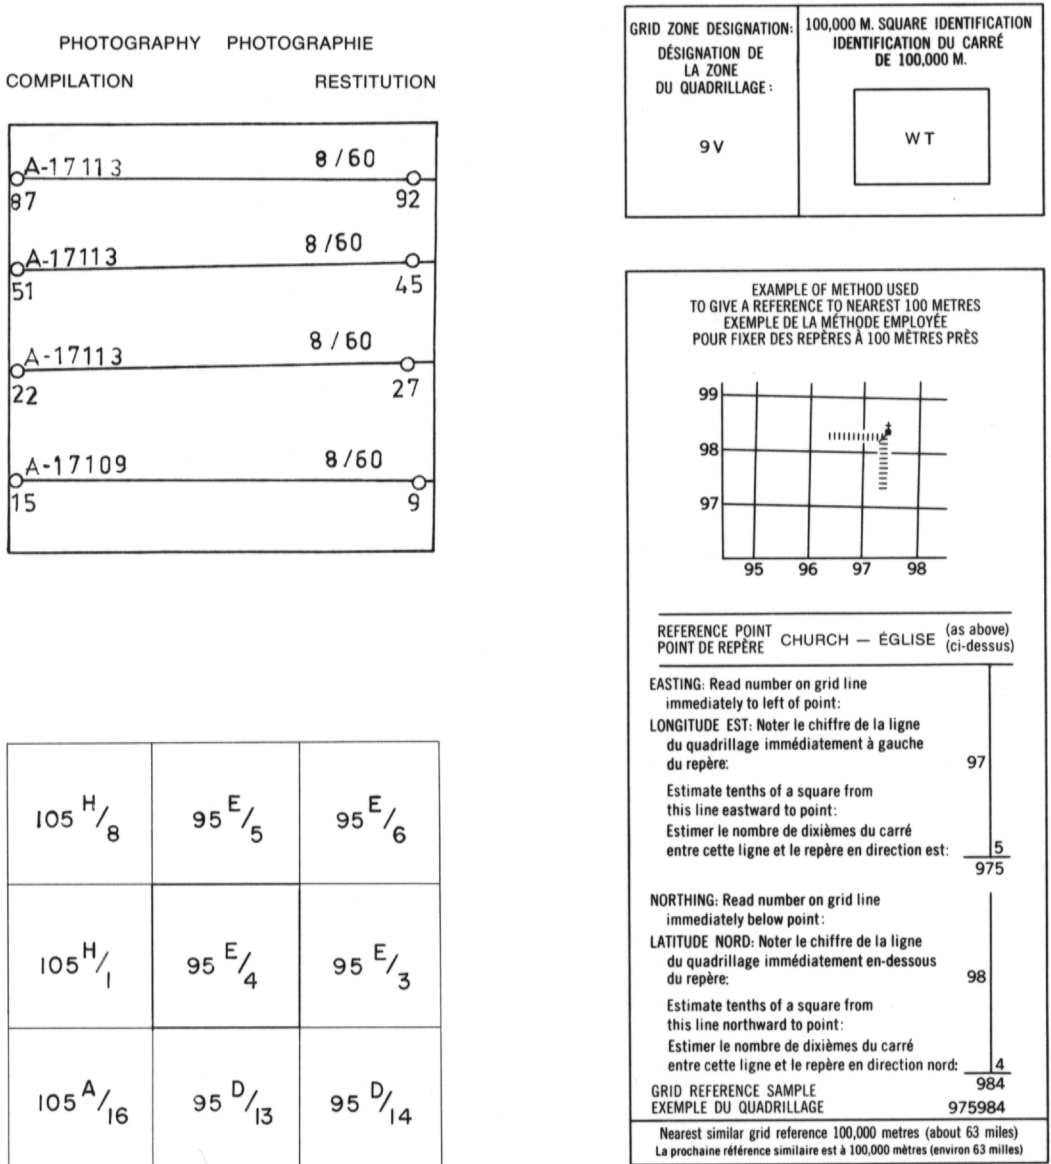 PHOTOGRAPHY PHOTOGRAPHIE
COMPILATION RESTITUTION
A-17113 8/60
87 92
A-17113 8/60
51 45
A-17113 8/60
22 27
A-17109 8/60
15 9
105 H/8 95 E/5 95 E/6
105 H/1 95 E/4 95 E/3
105 A/16 95 D/13 95 D/14
GRID ZONE DESIGNATION:
DÉSIGNATION DE
LA ZONE
DU QUADRILLAGE :
9V
100,000 M. SQUARE IDENTIFICATION
IDENTIFICATION DU CARRÉ
DE 100,000 M.
WT
EXAMPLE OF METHOD USED
TO GIVE A REFERENCE TO NEAREST 100 METRES
EXEMPLE DE LA MÉTHODE EMPLOYÉE
POUR FIXER DES REPÈRES À 100 MÈTRES PRÈS
99
98
97
95 96 97 98
REFERENCE POINT
POINT DE REPÈRE
CHURCH — ÉGLISE
(as above)
(ci-dessus)
EASTING: Read number on grid line
immediately to left of point:
LONGITUDE EST: Noter le chiffre de la ligne
du quadrillage immédiatement à gauche
du repère: 97
Estimate tenths of a square from
this line eastward to point:
Estimer le nombre de dixièmes du carré
entre cette ligne et le repère en direction est: 5
975
NORTHING: Read number on grid line
immediately below point:
LATITUDE NORD: Noter le chiffre de la ligne
du quadrillage immédiatement en-dessous
du repère: 98
Estimate tenths of a square from
this line northward to point:
Estimer le nombre de dixièmes du carré
entre cette ligne et le repère en direction nord: 4
984
GRID REFERENCE SAMPLE
EXEMPLE DU QUADRILLAGE 975984
Nearest similar grid reference 100,000 metres (about 63 miles)
La prochaine référence similaire est à 100,000 mètres (environ 63 milles)